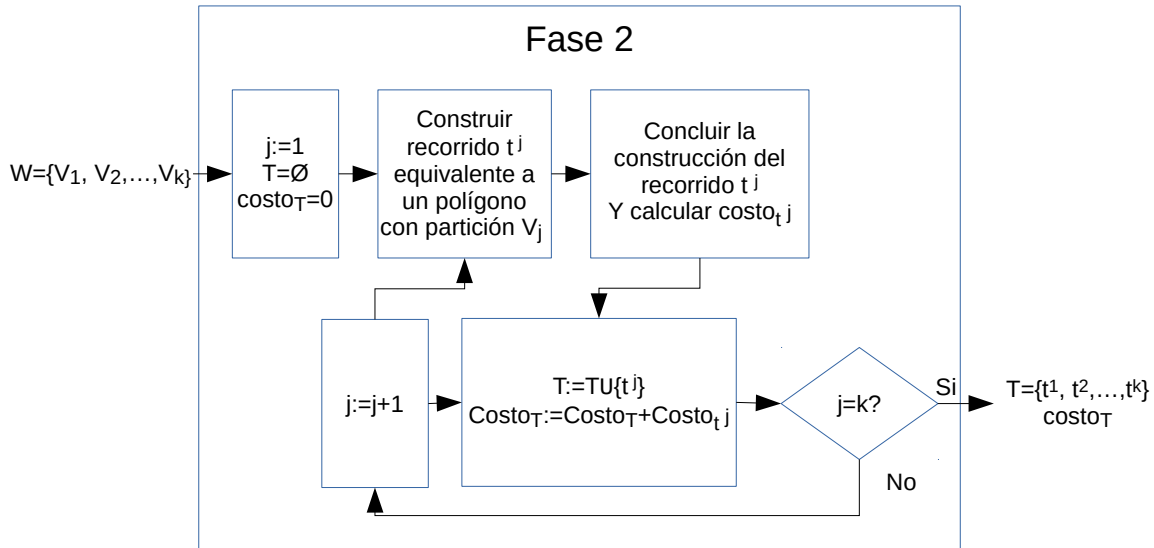 Fase 2
W={V1, V2,...,Vk}
j:=1
T=Ø
costoT=0
Construir
recorrido t j
equivalente a
un polígono
con partición Vj
Concluir la
construcción del
recorrido t j
Y calcular costot j
j:=j+1
T:=TU{t j}
CostoT:=CostoT+Costot j
j=k?
Si
No
T={t1, t2,...,tk}
costoT